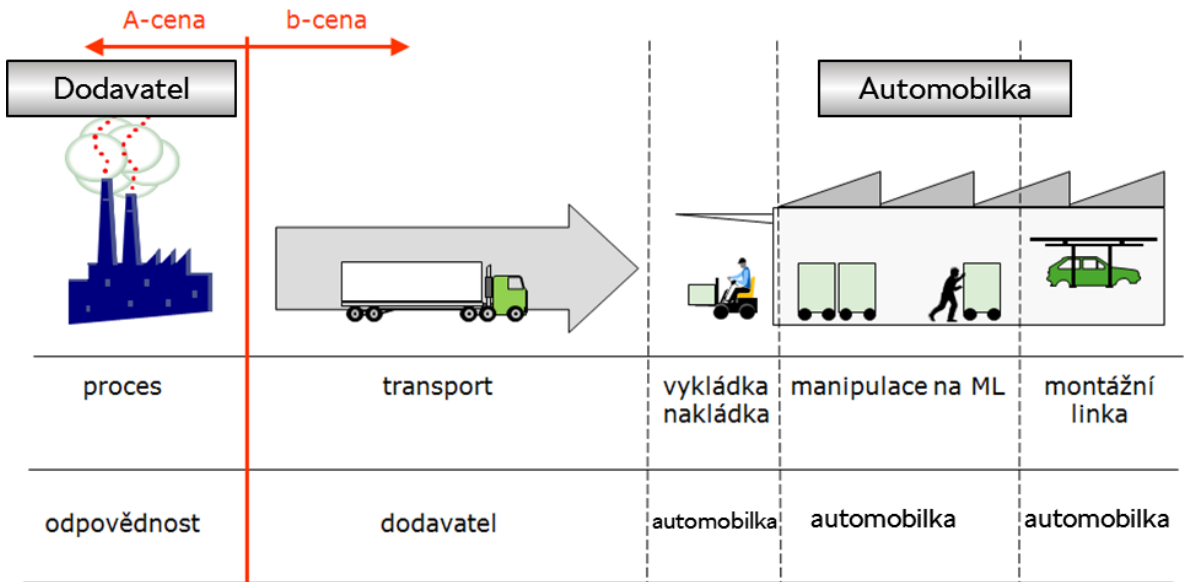 A-cena
b-cena
Dodavatel
Automobilka
proces
transport
vykládka
nakládka
manipulace na ML
montážní
linka
odpovědnost
dodavatel
automobilka
automobilka
automobilka